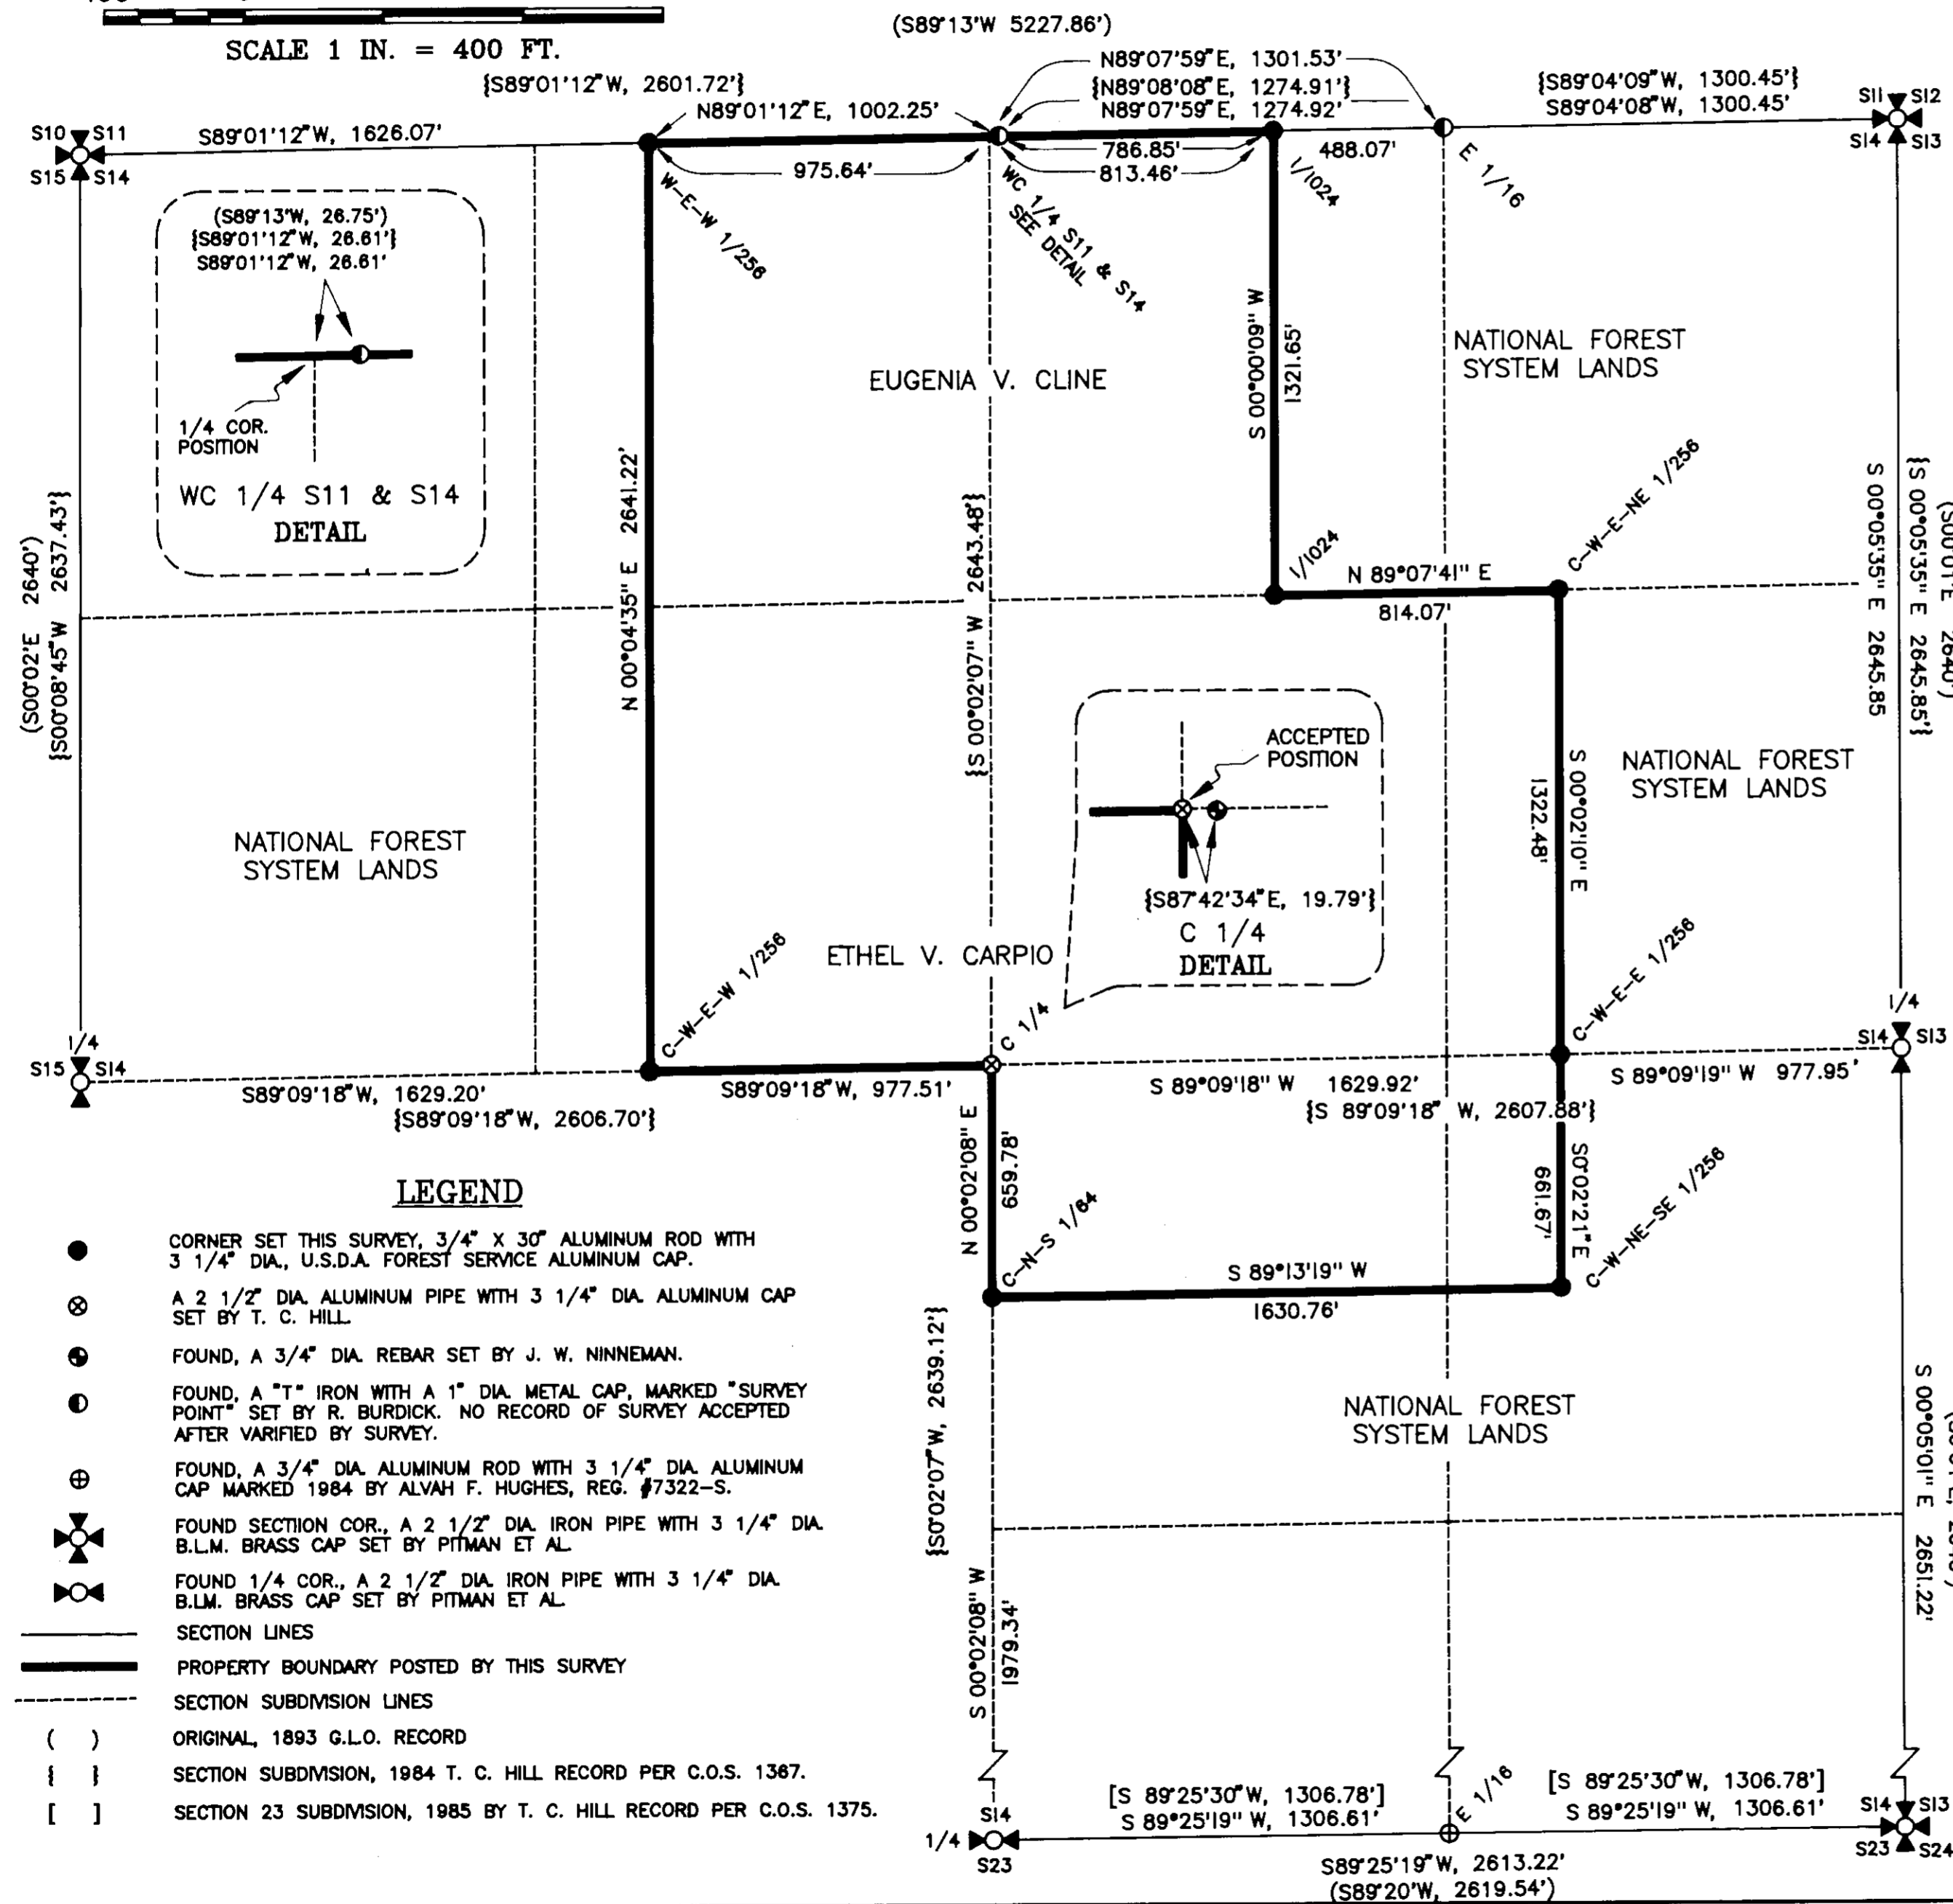 SCALE 1 IN. = 400 FT.
(S89°13'W 5227.86')
{S89°01'12"W, 2601.72'}
N89°07'59"E, 1301.53'
{N89°08'08"E, 1274.91'}
N89°07'59"E, 1274.92'
{S89°04'09"W, 1300.45'}
S89°04'08"W, 1300.45'
S10 S11
S15 S14
S89°01'12"W, 1626.07'
N89°01'12"E, 1002.25'
975.64'
786.85'
813.46'
488.07'
S11 S12
S14 S13
W-E-W 1/256
WC 1/4 S11 & S14
SEE DETAIL
1/1024
E 1/16
(S89°13'W, 26.75')
{S89°01'12"W, 26.61'}
S89°01'12"W, 26.61'
1/4 COR.
POSITION
WC 1/4 S11 & S14
DETAIL
EUGENIA V. CLINE
S 00°00'09" W
1321.65'
NATIONAL FOREST
SYSTEM LANDS
(S00°02'E 2640')
{S00°08'45"W 2637.43'}
N 00°04'35" E 2641.22'
{S 00°02'07" W 2643.48'}
1/1024
N 89°07'41" E
814.07'
C-W-E-NE 1/256
S 00°05'35" E 2645.85
{S 00°05'35" E 2645.85'}
(S00°01'E 2640')
NATIONAL FOREST
SYSTEM LANDS
ACCEPTED
POSITION
{S87°42'34"E, 19.79'}
C 1/4
DETAIL
S 00°02'10" E
1322.48'
NATIONAL FOREST
SYSTEM LANDS
ETHEL V. CARPIO
C-W-E-W 1/256
C 1/4
C-W-E-E 1/256
1/4
S15 S14
1/4
S14 S13
S89°09'18"W, 1629.20'
{S89°09'18"W, 2606.70'}
S89°09'18"W, 977.51'
S 89°09'18" W 1629.92'
{S 89°09'18" W, 2607.88'}
S 89°09'19" W 977.95'
N 00°02'08" E
659.78'
C-N-S 1/64
S0°02'21"E
661.67'
C-W-NE-SE 1/256
S 89°13'19" W
1630.76'
{S0°02'07"W, 2639.12'}
S 00°02'08" W
1979.34'
NATIONAL FOREST
SYSTEM LANDS
S 00°05'01" E 2651.22'
LEGEND
CORNER SET THIS SURVEY, 3/4" X 30" ALUMINUM ROD WITH
3 1/4" DIA., U.S.D.A. FOREST SERVICE ALUMINUM CAP.
A 2 1/2" DIA. ALUMINUM PIPE WITH 3 1/4" DIA. ALUMINUM CAP
SET BY T. C. HILL.
FOUND, A 3/4" DIA. REBAR SET BY J. W. NINNEMAN.
FOUND, A "T" IRON WITH A 1" DIA. METAL CAP, MARKED "SURVEY
POINT" SET BY R. BURDICK. NO RECORD OF SURVEY ACCEPTED
AFTER VARIFIED BY SURVEY.
FOUND, A 3/4" DIA. ALUMINUM ROD WITH 3 1/4" DIA. ALUMINUM
CAP MARKED 1984 BY ALVAH F. HUGHES, REG. #7322-S.
FOUND SECTIION COR., A 2 1/2" DIA. IRON PIPE WITH 3 1/4" DIA.
B.L.M. BRASS CAP SET BY PITMAN ET AL.
FOUND 1/4 COR., A 2 1/2" DIA. IRON PIPE WITH 3 1/4" DIA.
B.L.M. BRASS CAP SET BY PITMAN ET AL.
SECTION LINES
PROPERTY BOUNDARY POSTED BY THIS SURVEY
SECTION SUBDIVISION LINES
( ) ORIGINAL, 1893 G.L.O. RECORD
{ } SECTION SUBDIVISION, 1984 T. C. HILL RECORD PER C.O.S. 1367.
[ ] SECTION 23 SUBDIVISION, 1985 BY T. C. HILL RECORD PER C.O.S. 1375.
[S 89°25'30"W, 1306.78']
S 89°25'19" W, 1306.61'
E 1/16
[S 89°25'30"W, 1306.78']
S 89°25'19" W, 1306.61'
S14
1/4
S23
S14 S13
S23 S24
S89°25'19"W, 2613.22'
(S89°20'W, 2619.54')